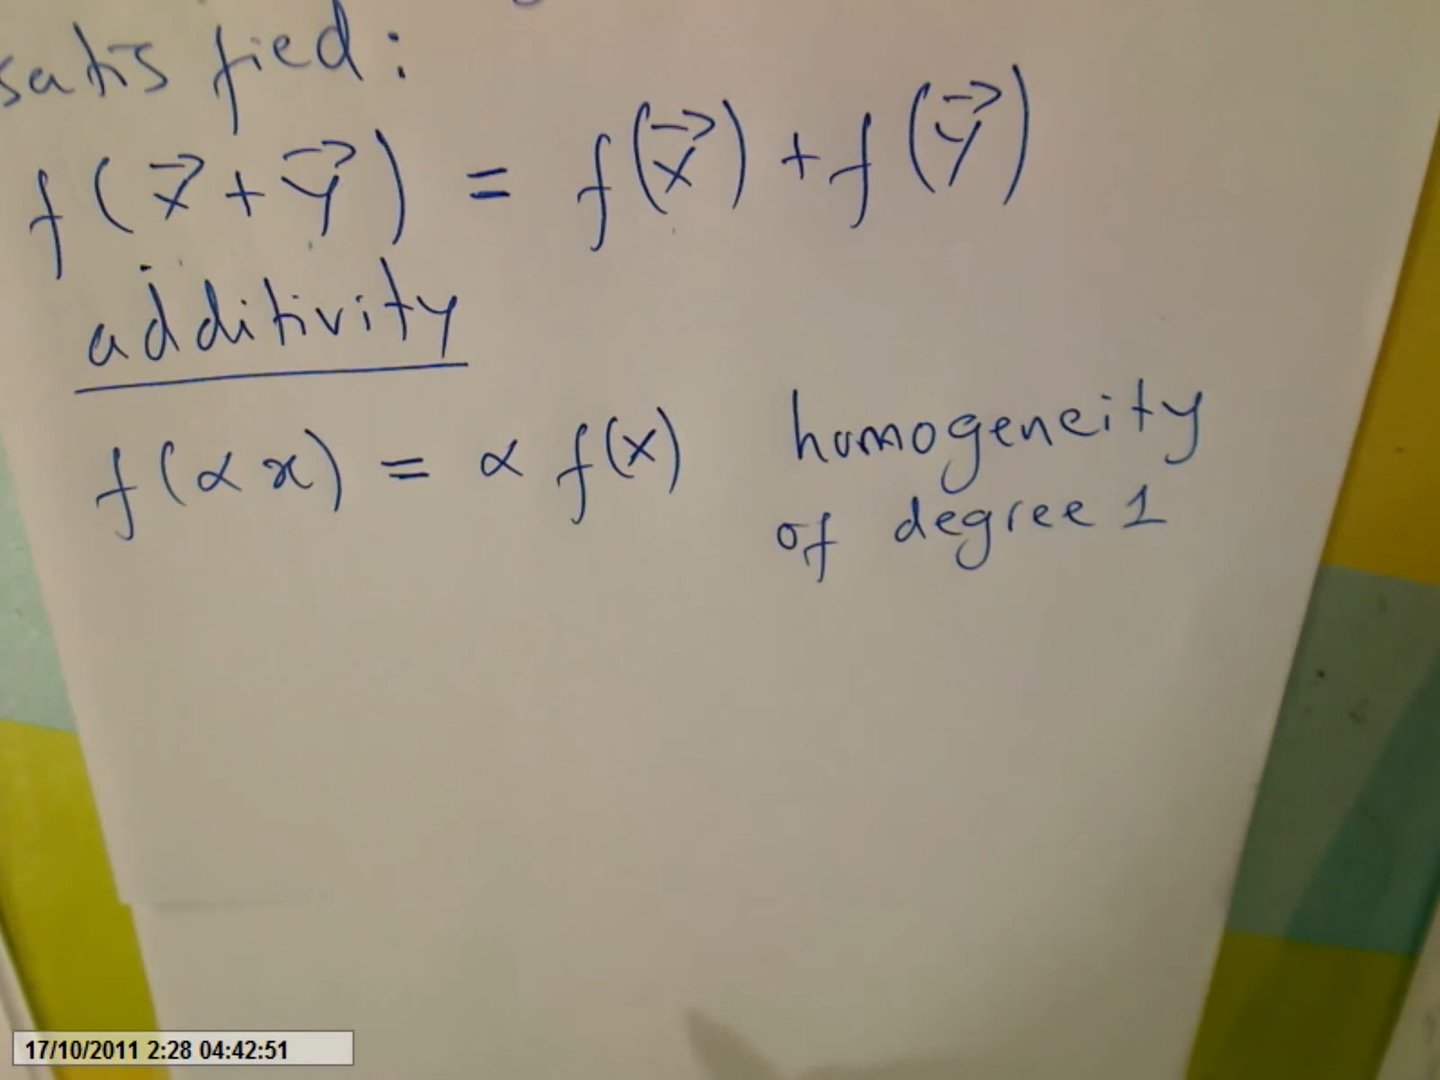 satisfied:
f(x⃗ + y⃗) = f(x⃗) + f(y⃗)
additivity
f(αx) = α f(x) homogeneity
of degree 1
17/10/2011 2:28 04:42:51